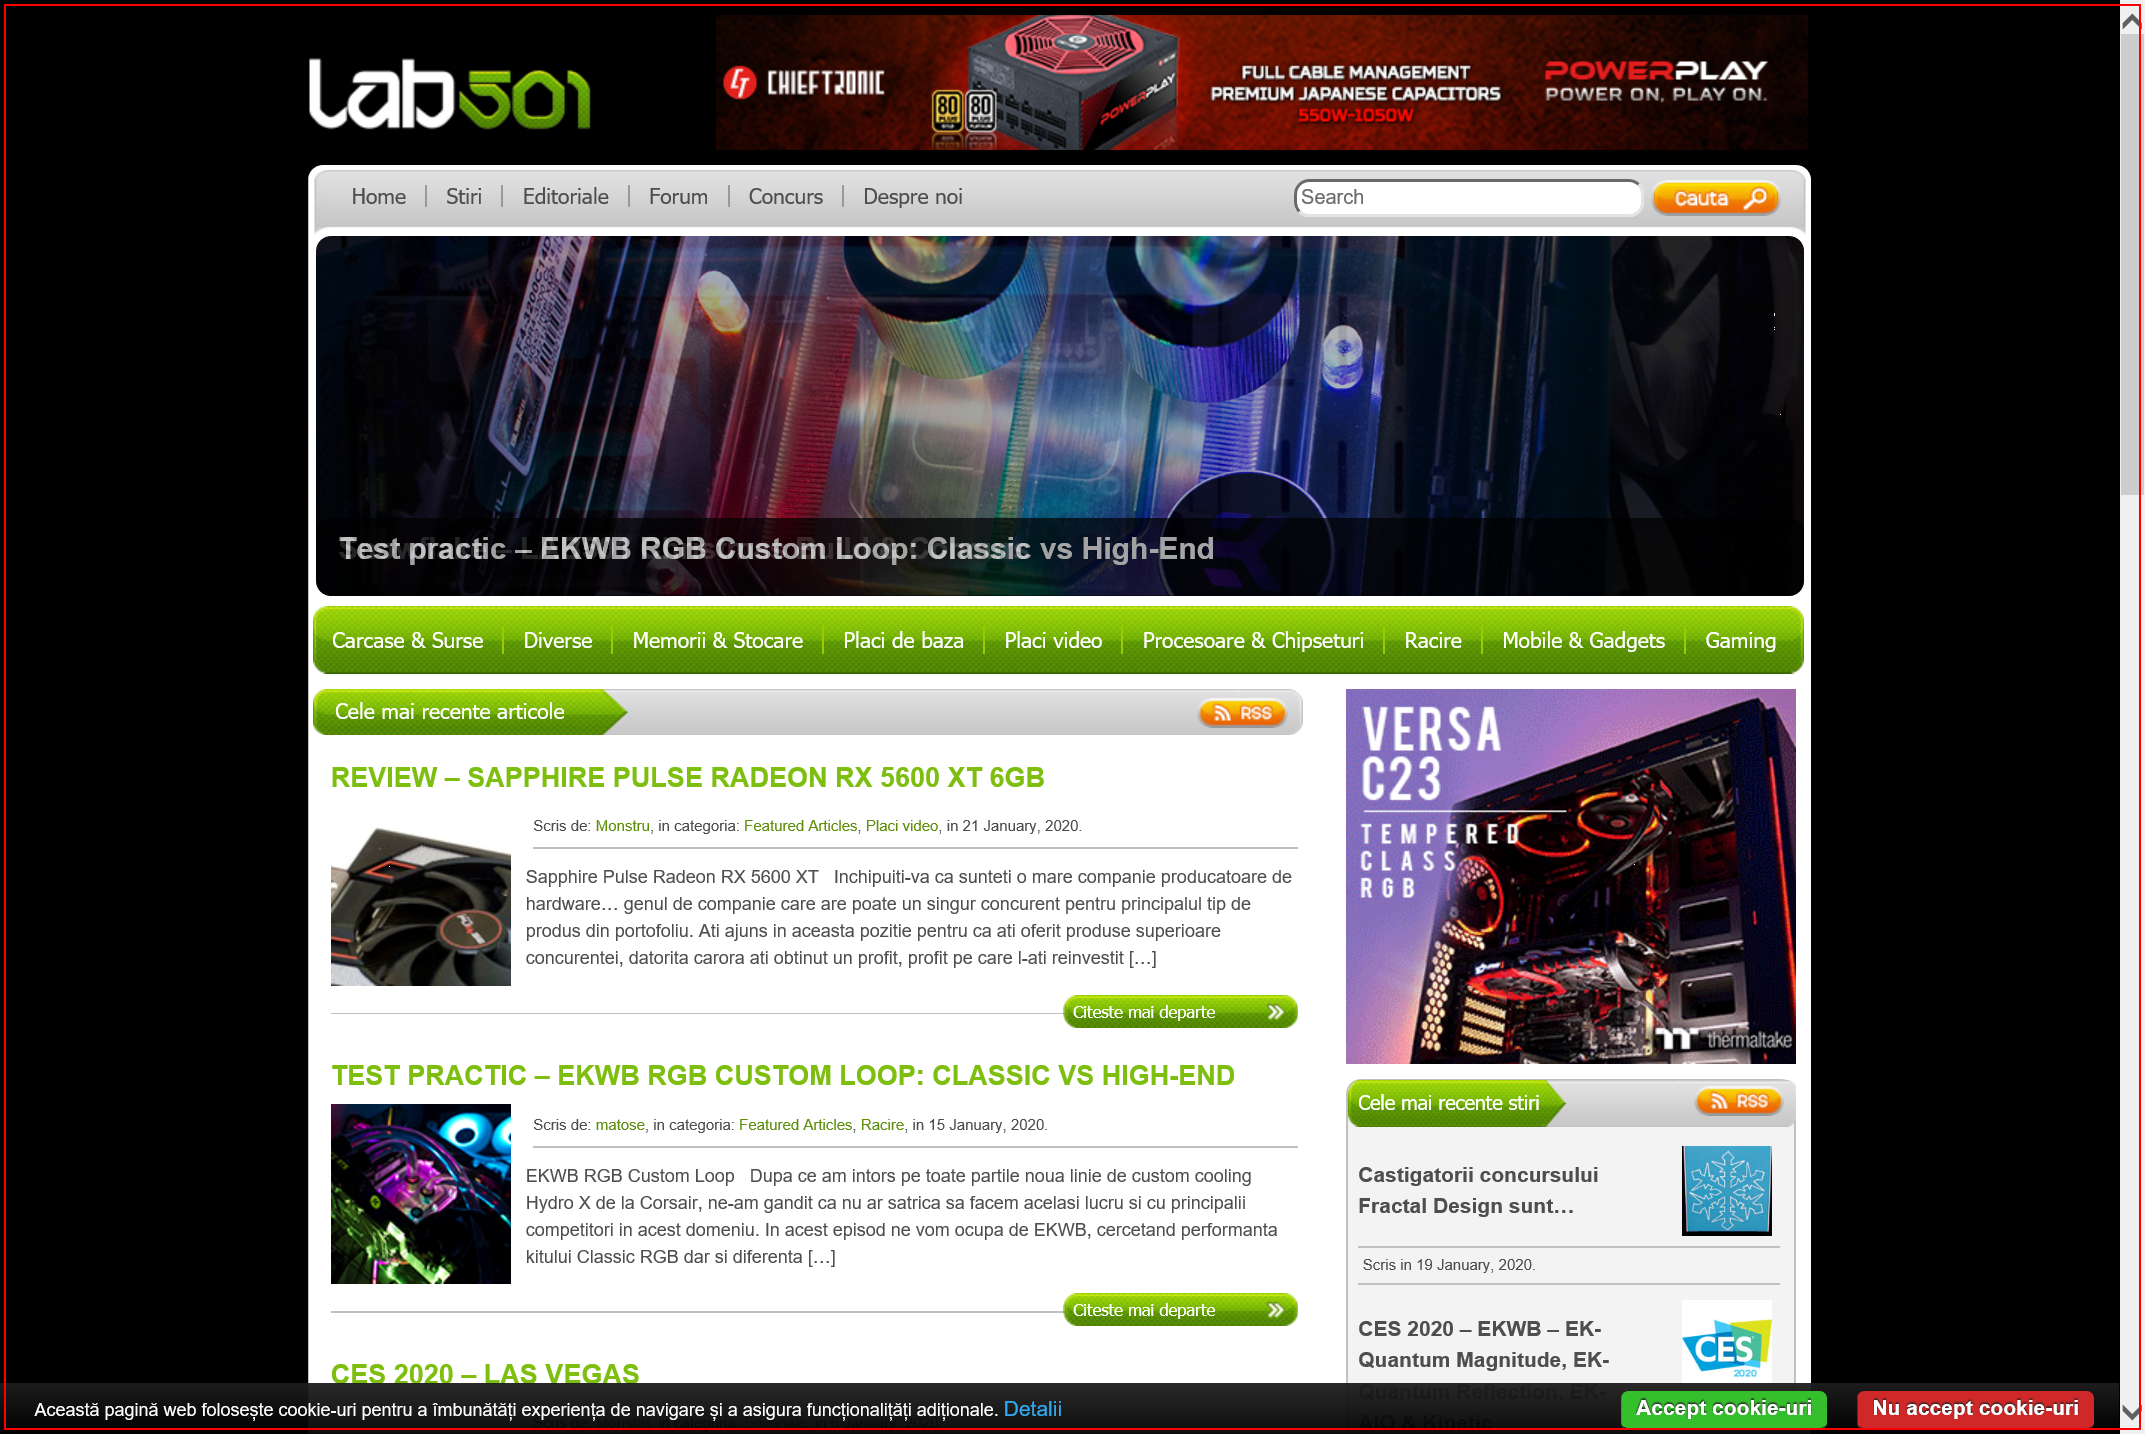 Lab501
CHIEFTRONIC
80 PLUS GOLD
80 PLUS PLATINUM
POWERPLAY
FULL CABLE MANAGEMENT
PREMIUM JAPANESE CAPACITORS
550W-1050W
POWERPLAY
POWER ON, PLAY ON.
Home
Stiri
Editoriale
Forum
Concurs
Despre noi
Search
Cauta
Test practic – EKWB RGB Custom Loop: Classic vs High-End
Carcase & Surse
Diverse
Memorii & Stocare
Placi de baza
Placi video
Procesoare & Chipseturi
Racire
Mobile & Gadgets
Gaming
Cele mai recente articole
RSS
REVIEW – SAPPHIRE PULSE RADEON RX 5600 XT 6GB
Scris de: Monstru, in categoria: Featured Articles, Placi video, in 21 January, 2020.
Sapphire Pulse Radeon RX 5600 XT   Inchipuiti-va ca sunteti o mare companie producatoare de
hardware… genul de companie care are poate un singur concurent pentru principalul tip de
produs din portofoliu. Ati ajuns in aceasta pozitie pentru ca ati oferit produse superioare
concurentei, datorita carora ati obtinut un profit, profit pe care l-ati reinvestit […]
Citeste mai departe
TEST PRACTIC – EKWB RGB CUSTOM LOOP: CLASSIC VS HIGH-END
Scris de: matose, in categoria: Featured Articles, Racire, in 15 January, 2020.
EKWB RGB Custom Loop   Dupa ce am intors pe toate partile noua linie de custom cooling
Hydro X de la Corsair, ne-am gandit ca nu ar satrica sa facem acelasi lucru si cu principalii
competitori in acest domeniu. In acest episod ne vom ocupa de EKWB, cercetand performanta
kitului Classic RGB dar si diferenta […]
Citeste mai departe
CES 2020 – LAS VEGAS
VERSA
C23
TEMPERED
CLASS
RGB
thermaltake
Cele mai recente stiri
RSS
Castigatorii concursului
Fractal Design sunt…
Scris in 19 January, 2020.
CES 2020 – EKWB – EK-
Quantum Magnitude, EK-
Quantum Reflection, EK-
AIO & Kinetic
CES
2020
Această pagină web folosește cookie-uri pentru a îmbunătăți experiența de navigare și a asigura funcționalități adiționale. Detalii
Accept cookie-uri
Nu accept cookie-uri